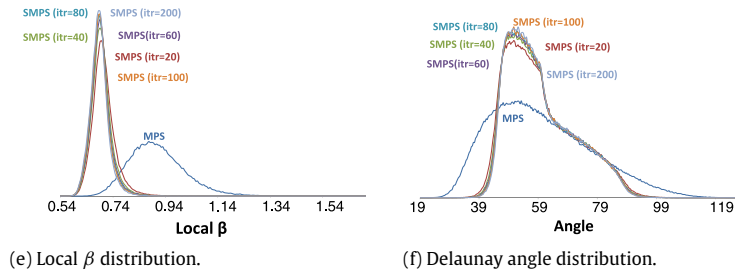 SMPS (itr=80) SMPS (itr=200)
SMPS (itr=40) SMPS(itr=60)
SMPS (itr=20)
SMPS (itr=100)
MPS
0.54 0.74 0.94 1.14 1.34 1.54
Local β
(e) Local β distribution.
SMPS (itr=80) SMPS (itr=100)
SMPS (itr=40) SMPS (itr=20)
SMPS(itr=60)
SMPS (itr=200)
MPS
19 39 59 79 99 119
Angle
(f) Delaunay angle distribution.